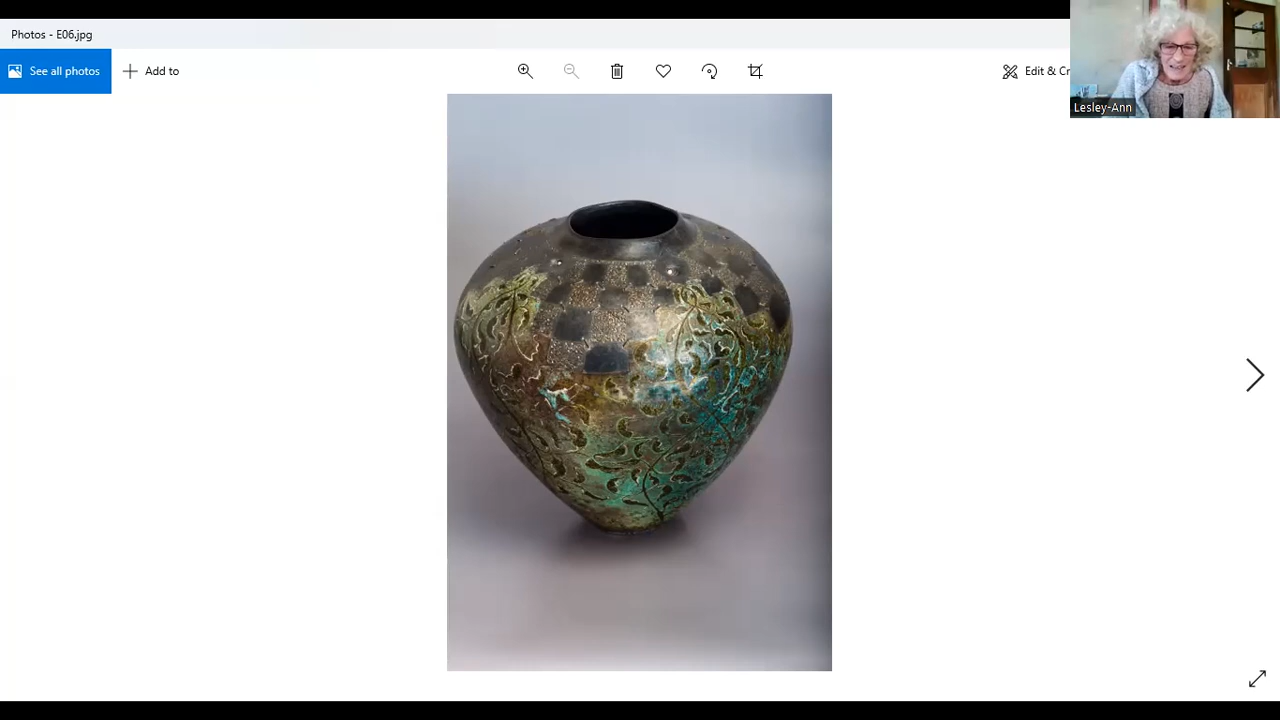 Photos - E06.jpg
See all photos
Add to
Edit & Cr
Lesley-Ann